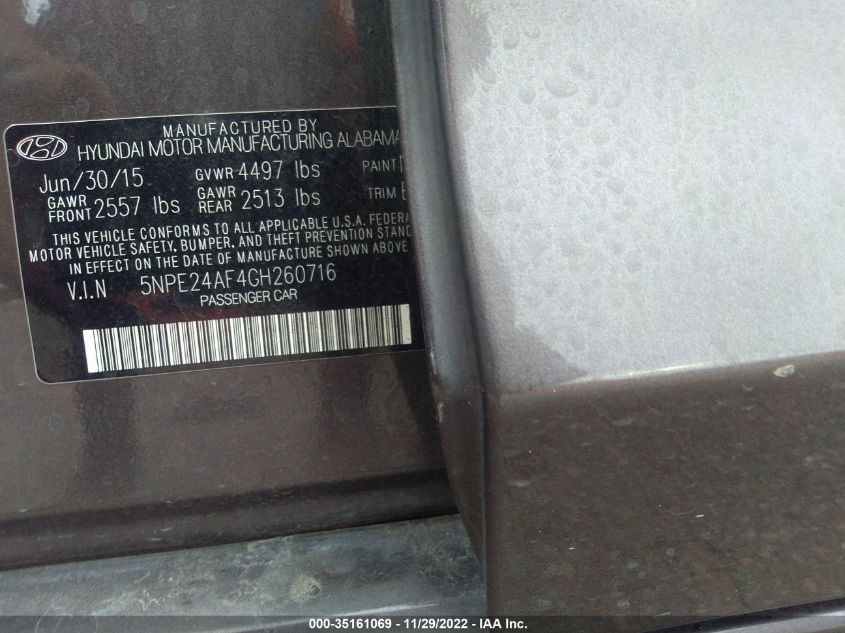 MANUFACTURED BY
HYUNDAI MOTOR MANUFACTURING ALABAMA
Jun/30/15 GVWR 4497 lbs PAINT
GAWR FRONT 2557 lbs GAWR REAR 2513 lbs TRIM
THIS VEHICLE CONFORMS TO ALL APPLICABLE U.S.A. FEDERA
MOTOR VEHICLE SAFETY, BUMPER, AND THEFT PREVENTION STAND
IN EFFECT ON THE DATE OF MANUFACTURE SHOWN ABOVE
V.I.N 5NPE24AF4GH260716
PASSENGER CAR
000-35161069 - 11/29/2022 - IAA Inc.